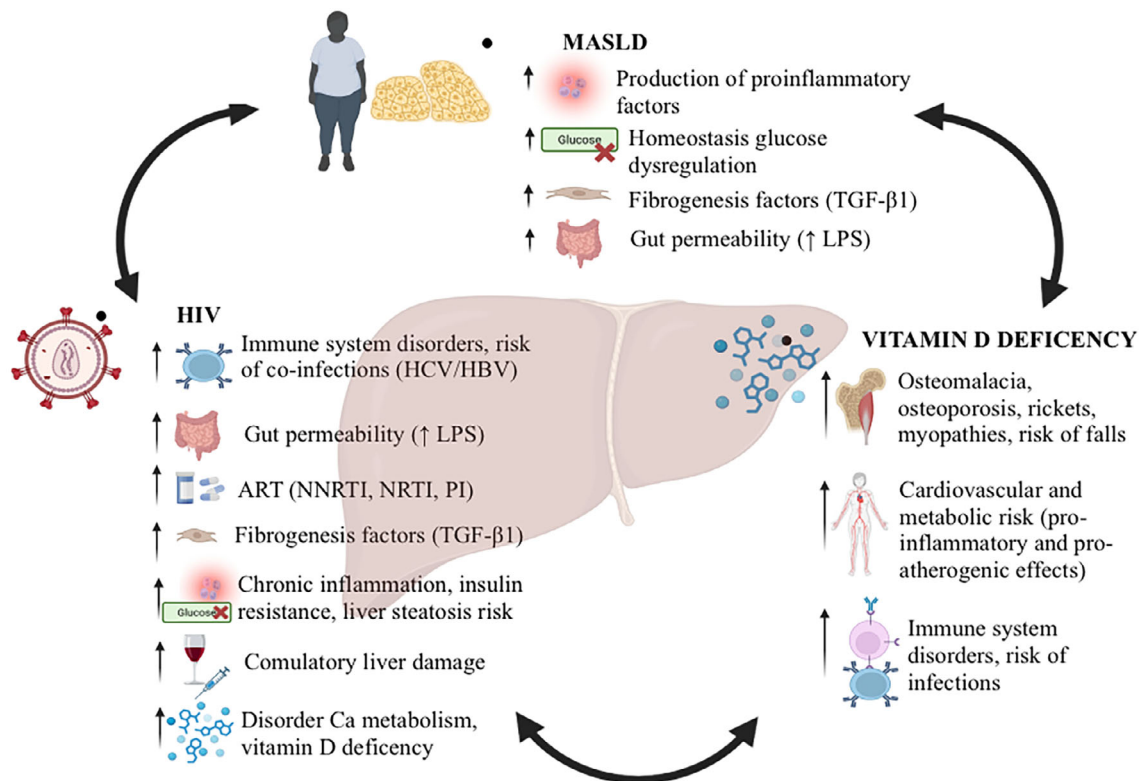 MASLD
↑ Production of proinflammatory
factors
↑ Glucose Homeostasis glucose
dysregulation
↑ Fibrogenesis factors (TGF-β1)
↑ Gut permeability (↑ LPS)
HIV
↑ Immune system disorders, risk
of co-infections (HCV/HBV)
↑ Gut permeability (↑ LPS)
↑ ART (NNRTI, NRTI, PI)
↑ Fibrogenesis factors (TGF-β1)
↑ Chronic inflammation, insulin
Glucose resistance, liver steatosis risk
↑ Comulatory liver damage
↑ Disorder Ca metabolism,
vitamin D deficency
VITAMIN D DEFICENCY
↑ Osteomalacia,
osteoporosis, rickets,
myopathies, risk of falls
↑ Cardiovascular and
metabolic risk (pro-
inflammatory and pro-
atherogenic effects)
↑ Immune system
disorders, risk of
infections